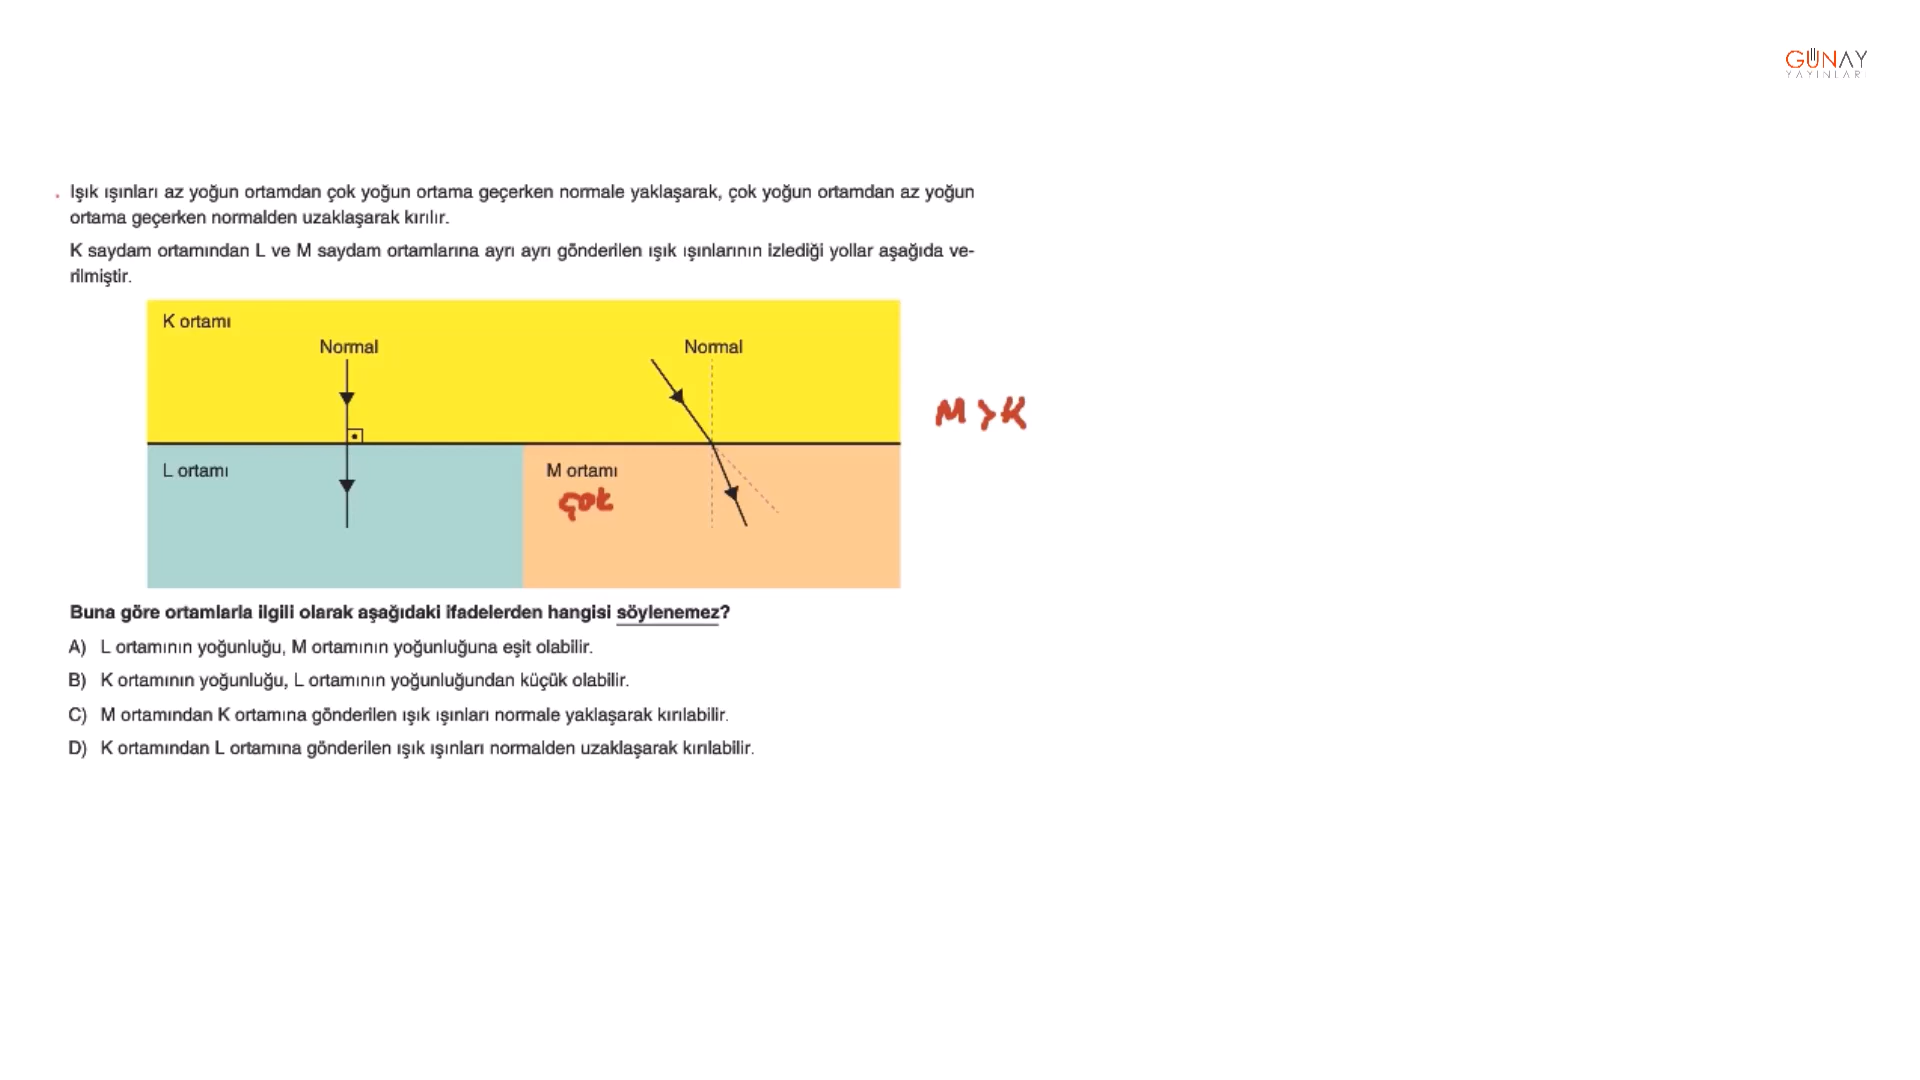 GÜNAY
YAYINLARI
Işık ışınları az yoğun ortamdan çok yoğun ortama geçerken normale yaklaşarak, çok yoğun ortamdan az yoğun
ortama geçerken normalden uzaklaşarak kırılır.
K saydam ortamından L ve M saydam ortamlarına ayrı ayrı gönderilen ışık ışınlarının izlediği yollar aşağıda ve-
rilmiştir.
K ortamı
Normal
Normal
M > K
L ortamı
M ortamı
çok
Buna göre ortamlarla ilgili olarak aşağıdaki ifadelerden hangisi söylenemez?
A) L ortamının yoğunluğu, M ortamının yoğunluğuna eşit olabilir.
B) K ortamının yoğunluğu, L ortamının yoğunluğundan küçük olabilir.
C) M ortamından K ortamına gönderilen ışık ışınları normale yaklaşarak kırılabilir.
D) K ortamından L ortamına gönderilen ışık ışınları normalden uzaklaşarak kırılabilir.